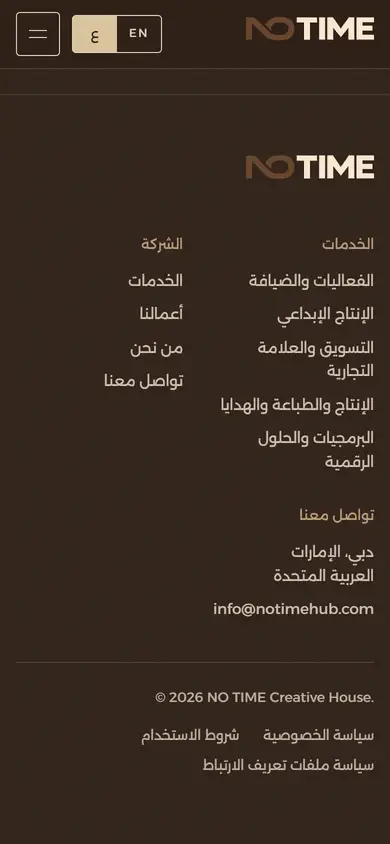 NOTIME
EN
ع
NOTIME
الخدمات
الفعاليات والضيافة
الإنتاج الإبداعي
التسويق والعلامة
التجارية
الإنتاج والطباعة والهدايا
البرمجيات والحلول
الرقمية
الشركة
الخدمات
أعمالنا
من نحن
تواصل معنا
تواصل معنا
دبي، الإمارات
العربية المتحدة
info@notimehub.com
© 2026 NO TIME Creative House.
سياسة الخصوصية
شروط الاستخدام
سياسة ملفات تعريف الارتباط